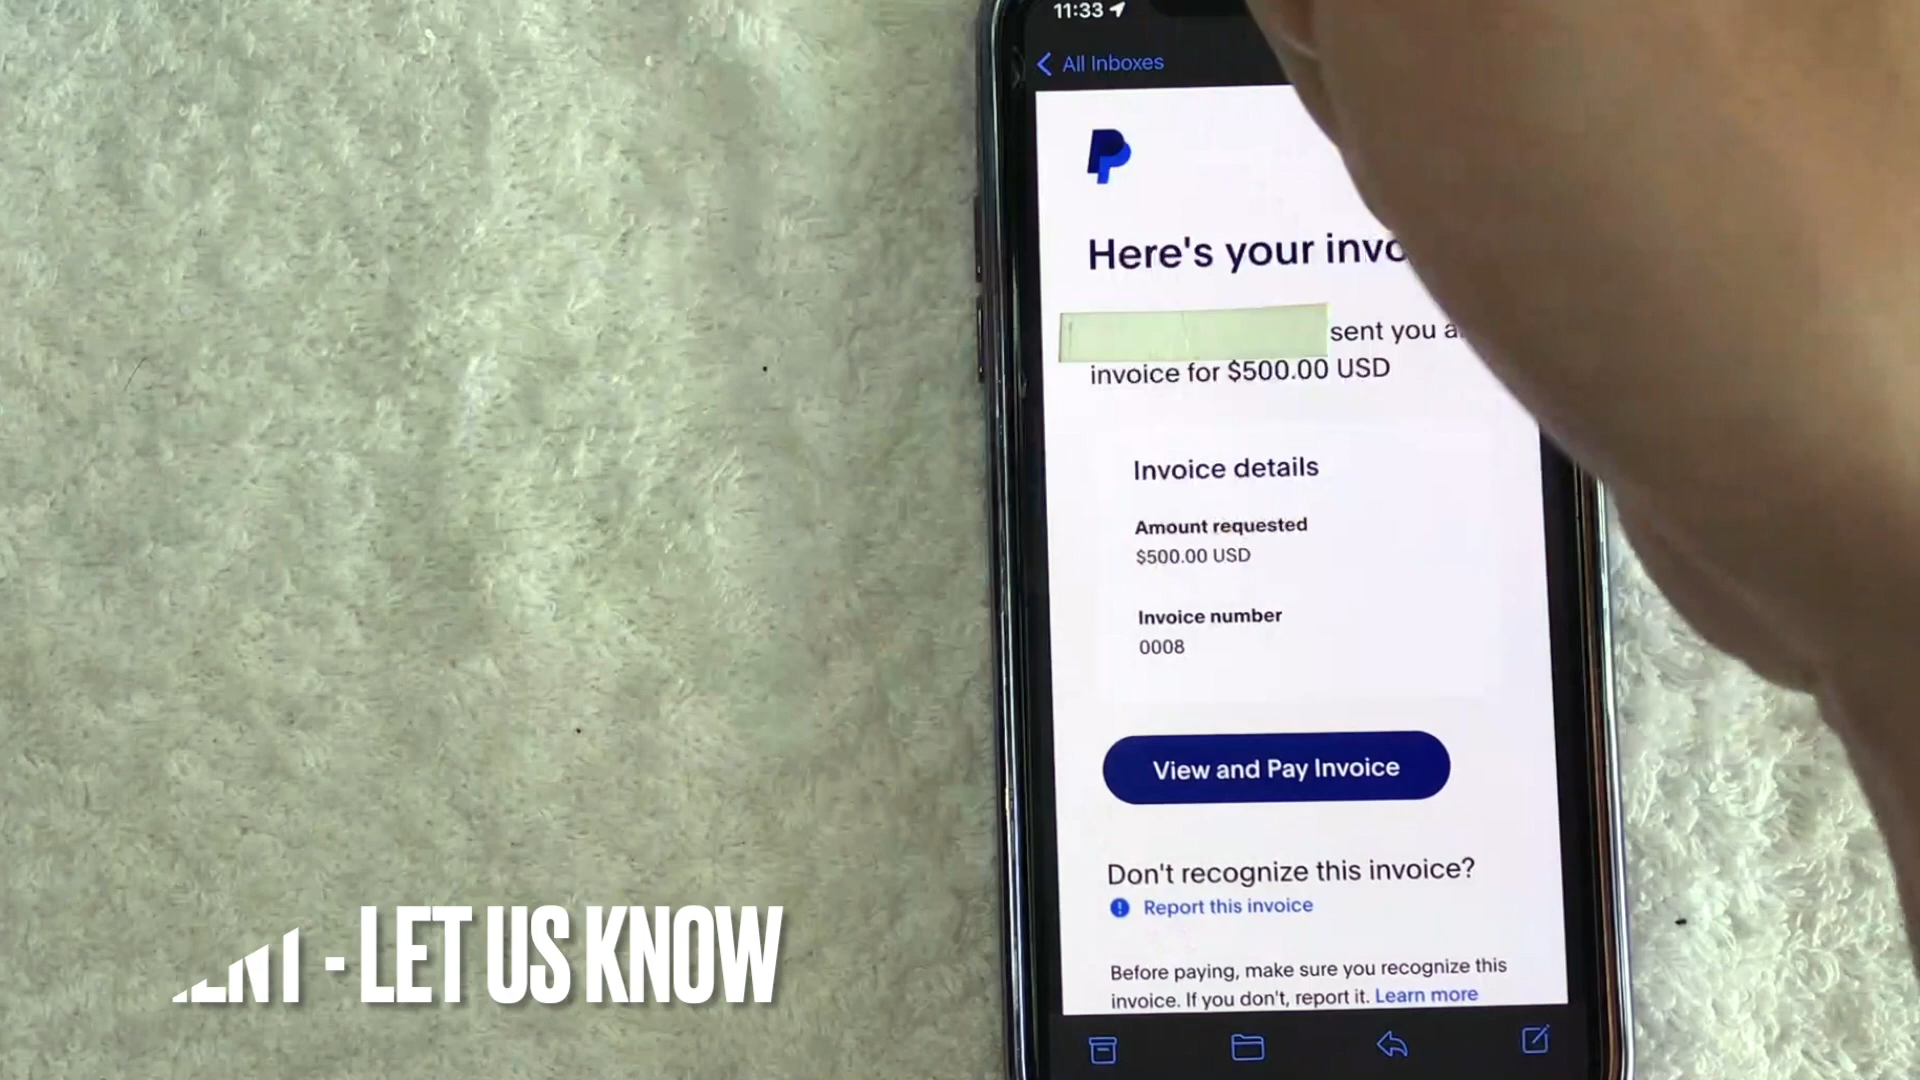 11:33
All Inboxes
Here's your
sent you
invoice for $500.00 USD
Invoice details
Amount requested
$500.00 USD
Invoice number
0008
View and Pay Invoice
Don't recognize this invoice?
Report this invoice
Before paying, make sure you recognize this
invoice. If you don't, report it. Learn more
- LET US KNOW